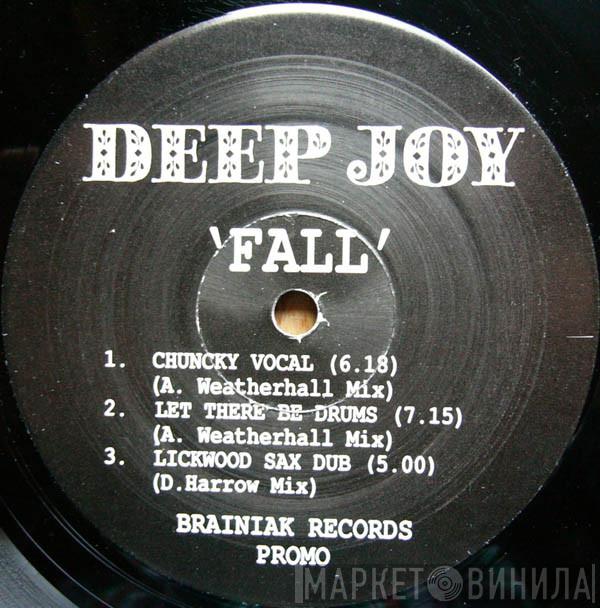 DEEP JOY
'FALL'
1. CHUNCKY VOCAL (6.18)
(A. Weatherhall Mix)
2. LET THERE BE DRUMS (7.15)
(A. Weatherhall Mix)
3. LICKWOOD SAX DUB (5.00)
(D.Harrow Mix)
BRAINIAK RECORDS
PROMO
МАРКЕТ ВИНИЛА